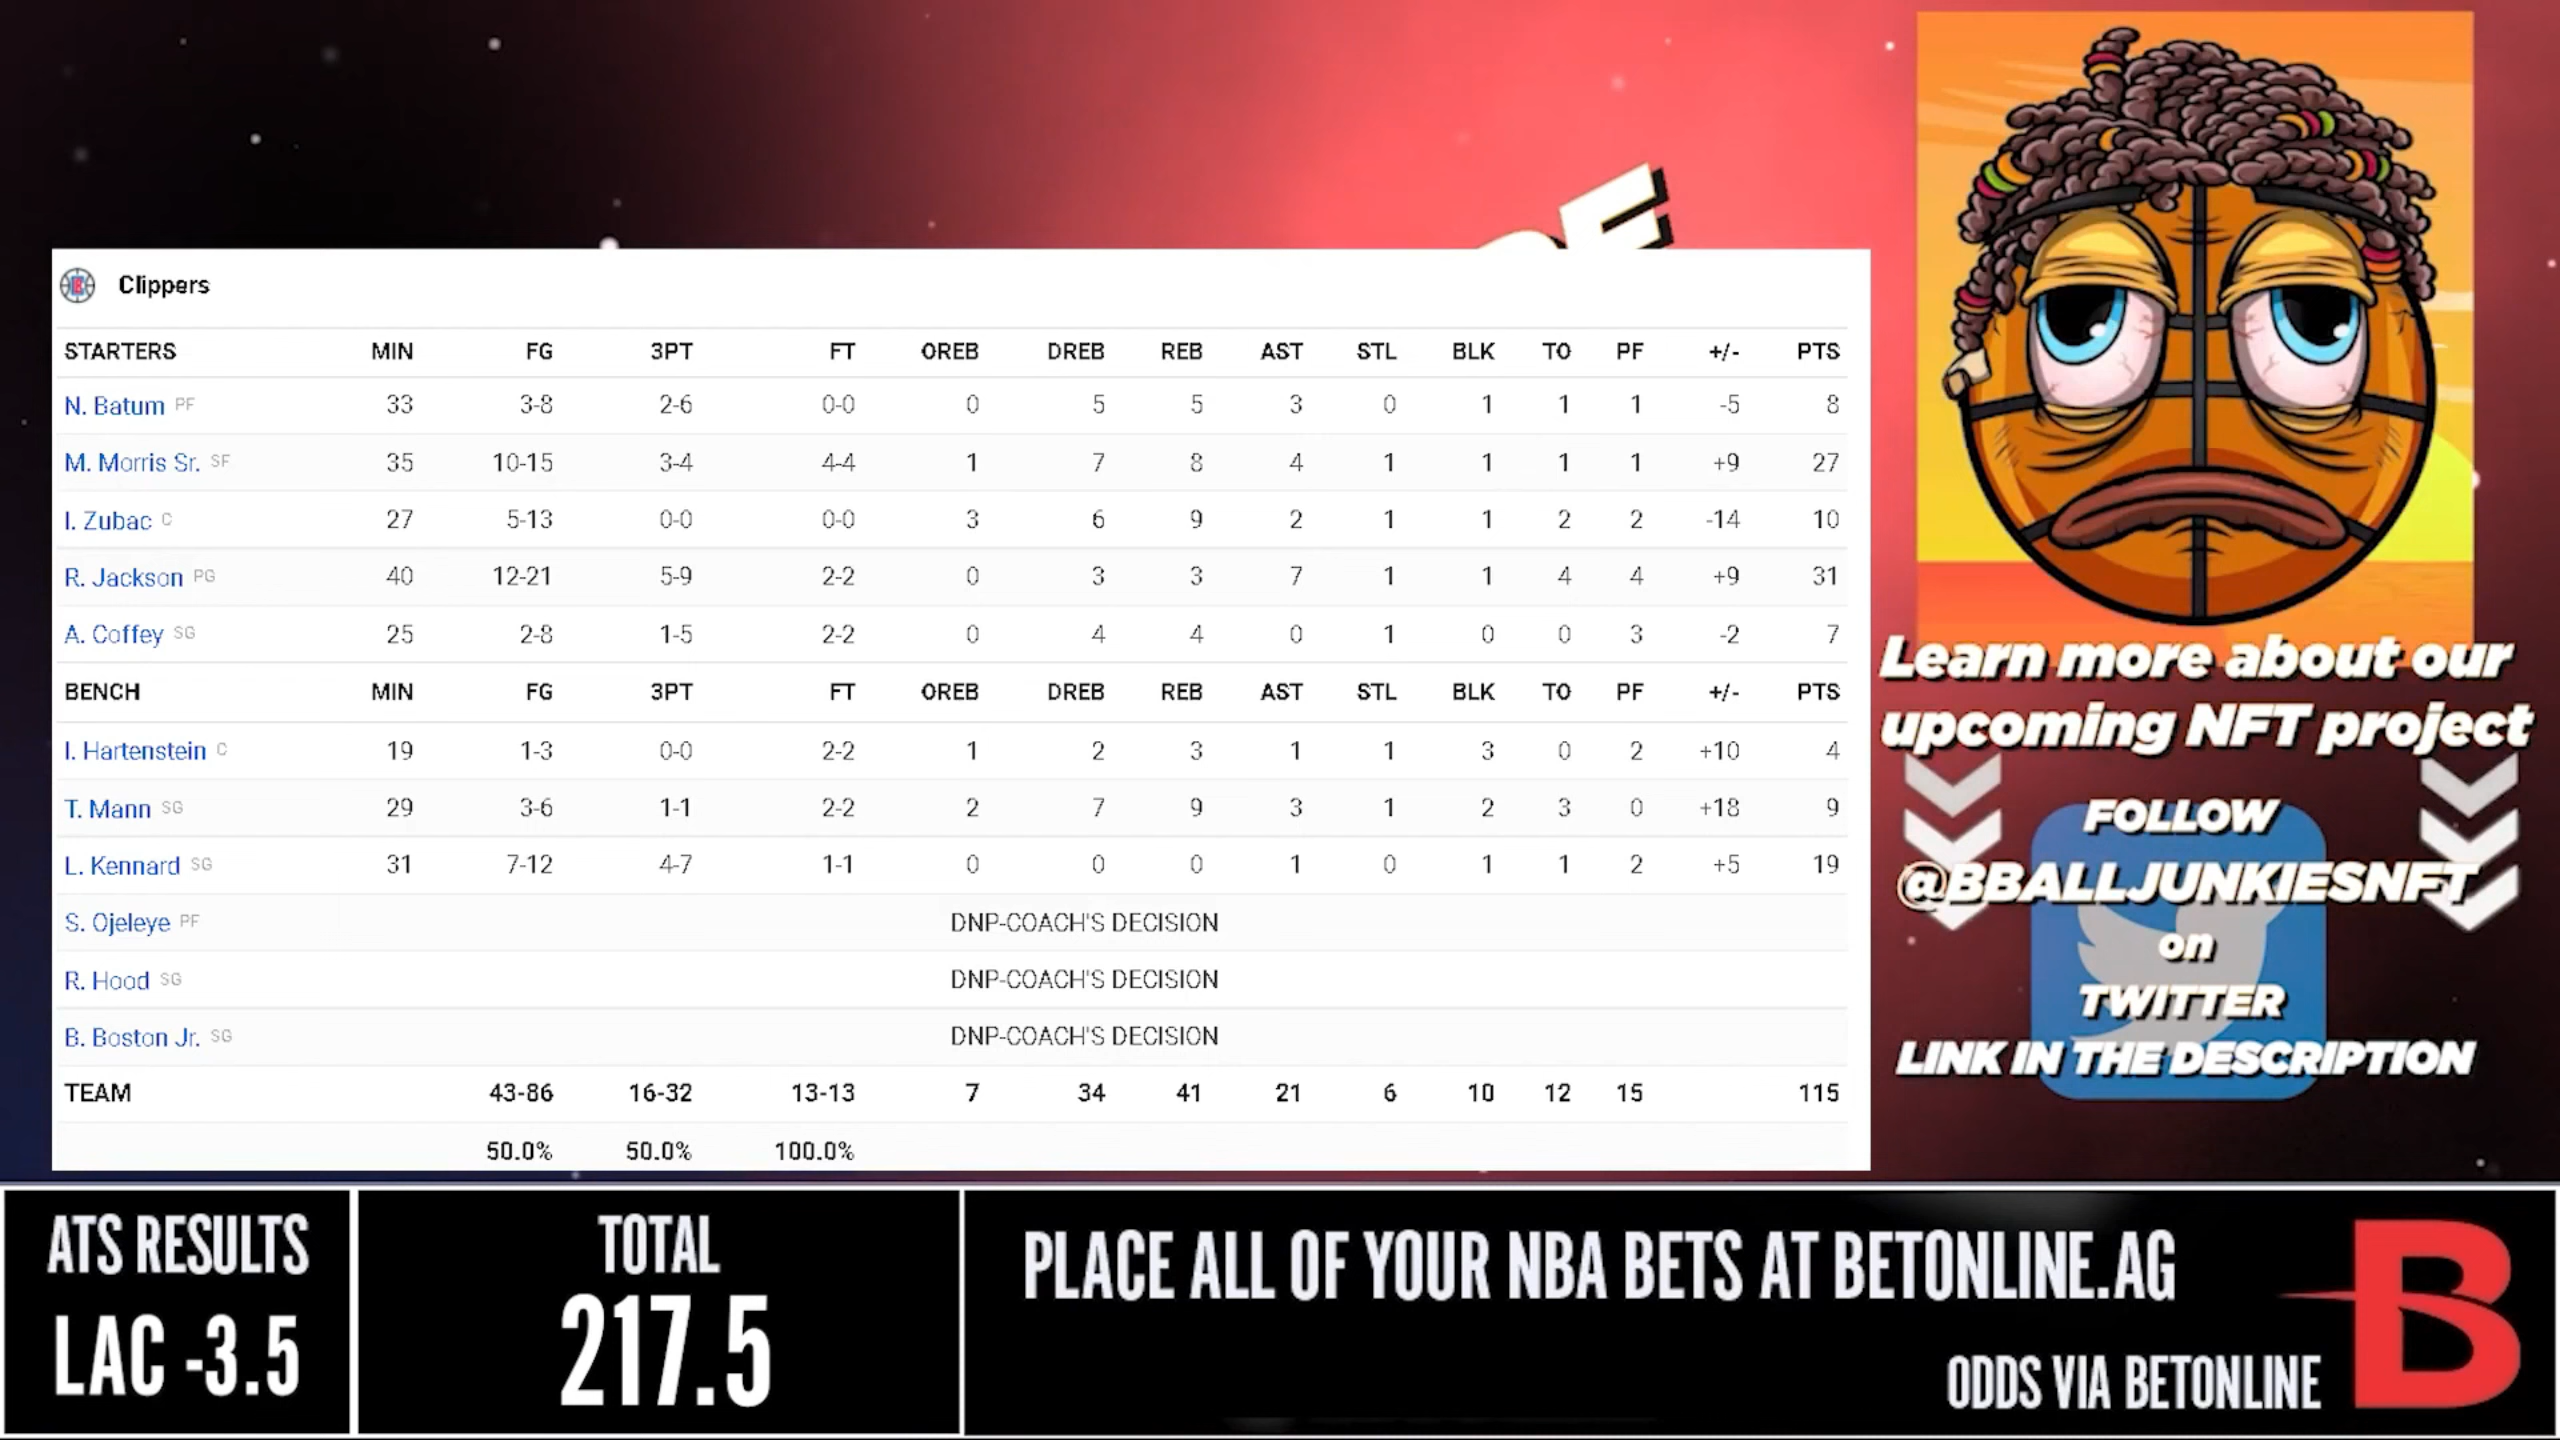 Clippers
STARTERS MIN FG 3PT FT OREB DREB REB AST STL BLK TO PF +/- PTS
N. Batum PF 33 3-8 2-6 0-0 0 5 5 3 0 1 1 1 -5 8
M. Morris Sr. SF 35 10-15 3-4 4-4 1 7 8 4 1 1 1 1 +9 27
I. Zubac C 27 5-13 0-0 0-0 3 6 9 2 1 1 2 2 -14 10
R. Jackson PG 40 12-21 5-9 2-2 0 3 3 7 1 1 4 4 +9 31
A. Coffey SG 25 2-8 1-5 2-2 0 4 4 0 1 0 0 3 -2 7
BENCH MIN FG 3PT FT OREB DREB REB AST STL BLK TO PF +/- PTS
I. Hartenstein C 19 1-3 0-0 2-2 1 2 3 1 1 3 0 2 +10 4
T. Mann SG 29 3-6 1-1 2-2 2 7 9 3 1 2 3 0 +18 9
L. Kennard SG 31 7-12 4-7 1-1 0 0 0 1 0 1 1 2 +5 19
S. Ojeleye PF DNP-COACH'S DECISION
R. Hood SG DNP-COACH'S DECISION
B. Boston Jr. SG DNP-COACH'S DECISION
TEAM 43-86 16-32 13-13 7 34 41 21 6 10 12 15 115
50.0% 50.0% 100.0%
Learn more about our
upcoming NFT project
FOLLOW
@BBALLJUNKIESNFT
on
TWITTER
LINK IN THE DESCRIPTION
ATS RESULTS
LAC -3.5
TOTAL
217.5
PLACE ALL OF YOUR NBA BETS AT BETONLINE.AG
ODDS VIA BETONLINE
B